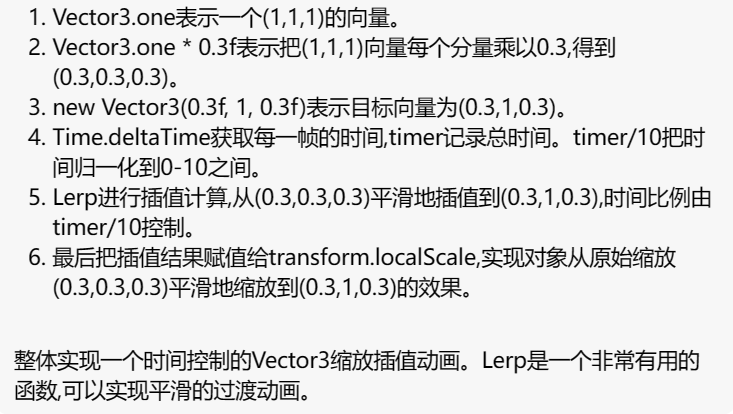 1. Vector3.one表示一个(1,1,1)的向量。
2. Vector3.one * 0.3f表示把(1,1,1)向量每个分量乘以0.3,得到
(0.3,0.3,0.3)。
3. new Vector3(0.3f, 1, 0.3f)表示目标向量为(0.3,1,0.3)。
4. Time.deltaTime获取每一帧的时间,timer记录总时间。timer/10把时
间归一化到0-10之间。
5. Lerp进行插值计算,从(0.3,0.3,0.3)平滑地插值到(0.3,1,0.3),时间比例由
timer/10控制。
6. 最后把插值结果赋值给transform.localScale,实现对象从原始缩放
(0.3,0.3,0.3)平滑地缩放到(0.3,1,0.3)的效果。
整体实现一个时间控制的Vector3缩放插值动画。Lerp是一个非常有用的
函数,可以实现平滑的过渡动画。